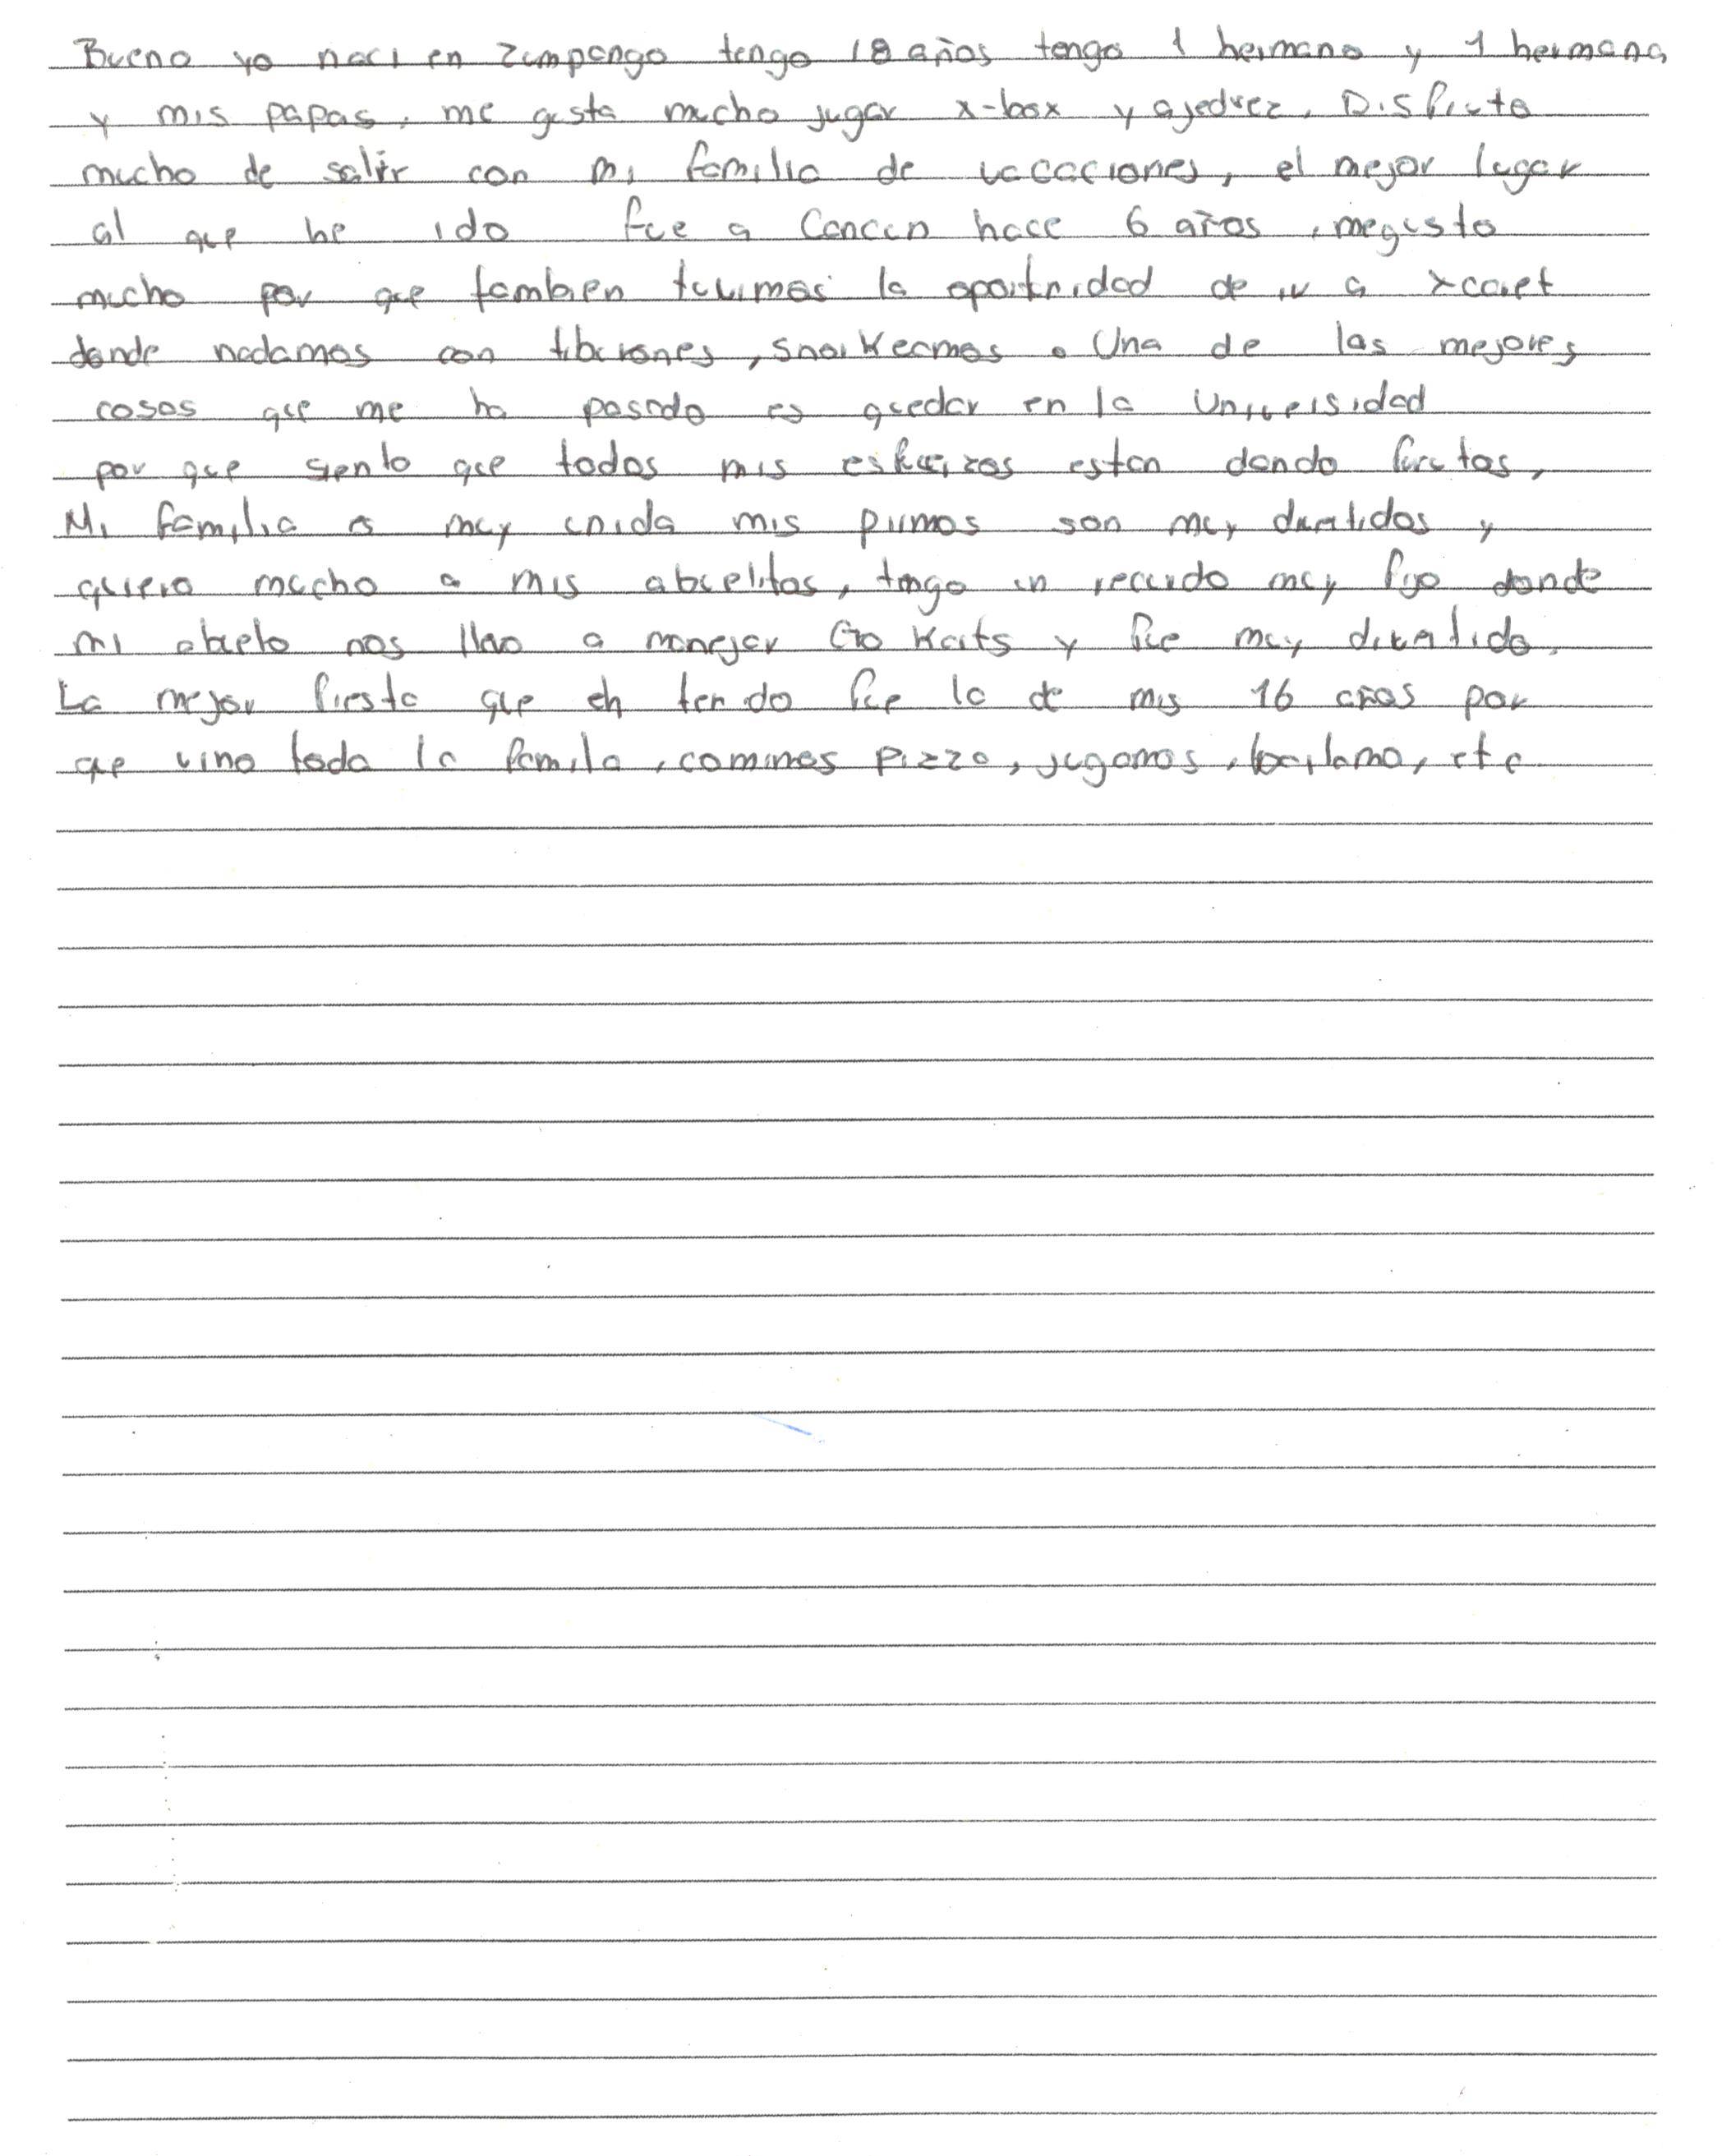 Bueno yo naci en Zumpango tengo 18 años tengo 1 hermano y 1 hermana
y mis papas, me gusta mucho jugar x-box y ajedrez, Disfruto
mucho de salir con mi familia de vacaciones, el mejor lugar
al que he ido fue a Cancun hace 6 años, me gusto
mucho por que tambien tuvimos la oportunidad de ir a xcaret
donde nadamos con tiburones, snorkeamos. Una de las mejores
cosas que me ha pasado es quedar en la Universidad
por que siento que todos mis esfuerzos estan dando frutos,
Mi familia es muy unida mis primos son muy divertidos y
quiero mucho a mis abuelitos, tengo un recuerdo muy fijo donde
mi abuelo nos llevo a manejar Go Karts y fue muy divertido.
La mejor fiesta que eh tenido fue la de mis 16 años por
que vino toda la familia, comimos pizza, jugamos, bailamo, etc